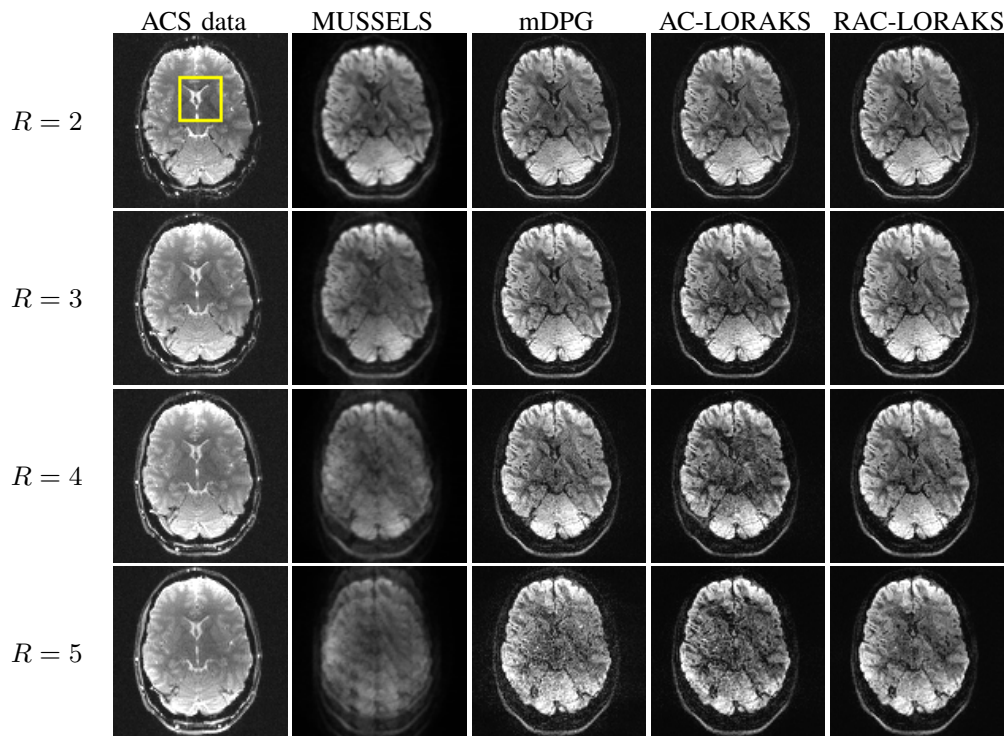 ACS data MUSSELS mDPG AC-LORAKS RAC-LORAKS
R = 2
R = 3
R = 4
R = 5